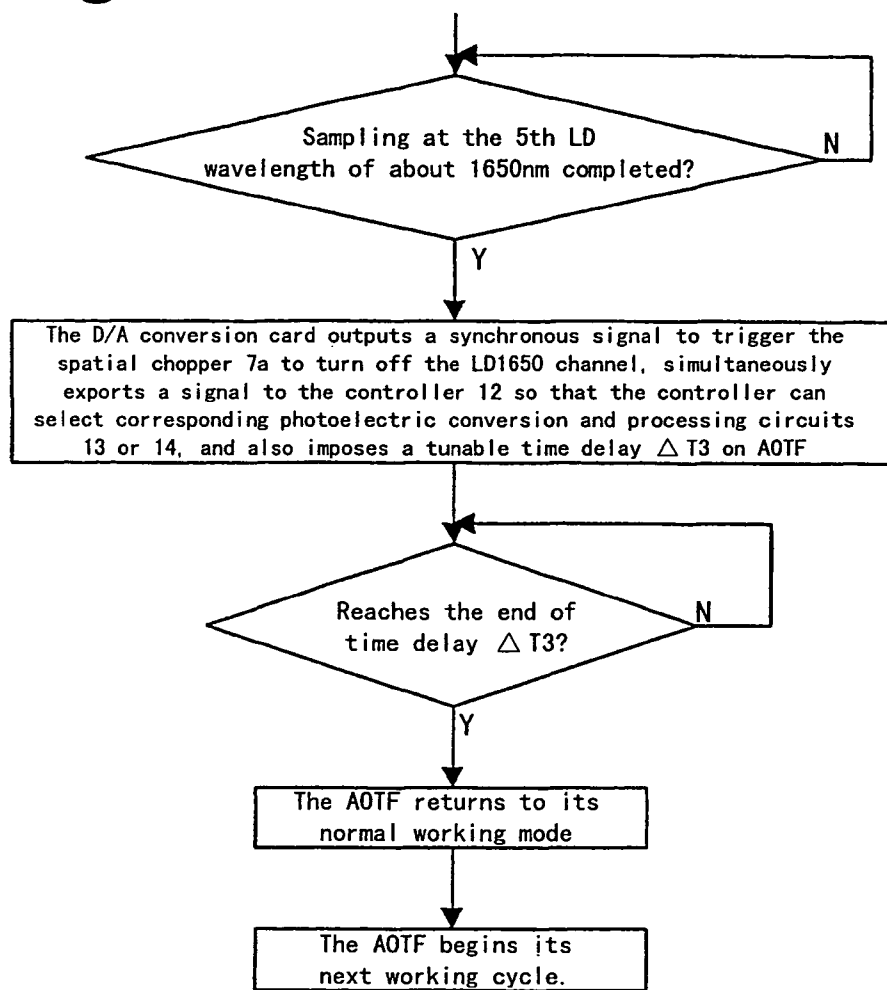 Sampling at the 5th LD
wavelength of about 1650nm completed?
N
Y
The D/A conversion card outputs a synchronous signal to trigger the
spatial chopper 7a to turn off the LD1650 channel, simultaneously
exports a signal to the controller 12 so that the controller can
select corresponding photoelectric conversion and processing circuits
13 or 14, and also imposes a tunable time delay △ T3 on AOTF
Reaches the end of
time delay △ T3?
N
Y
The AOTF returns to its
normal working mode
The AOTF begins its
next working cycle.